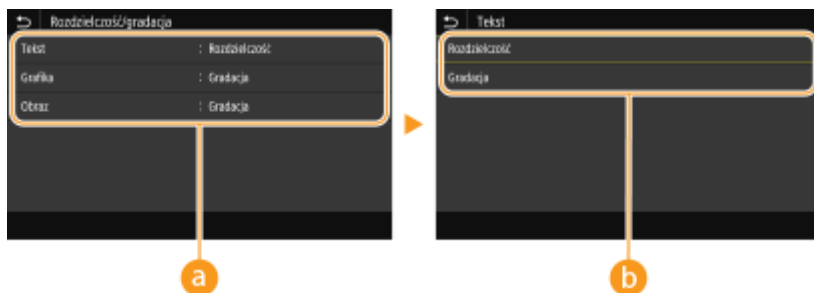 Rozdzielczość/gradacja
Tekst : Rozdzielczość
Grafika : Gradacja
Obraz : Gradacja
a
Tekst
Rozdzielczość
Gradacja
b